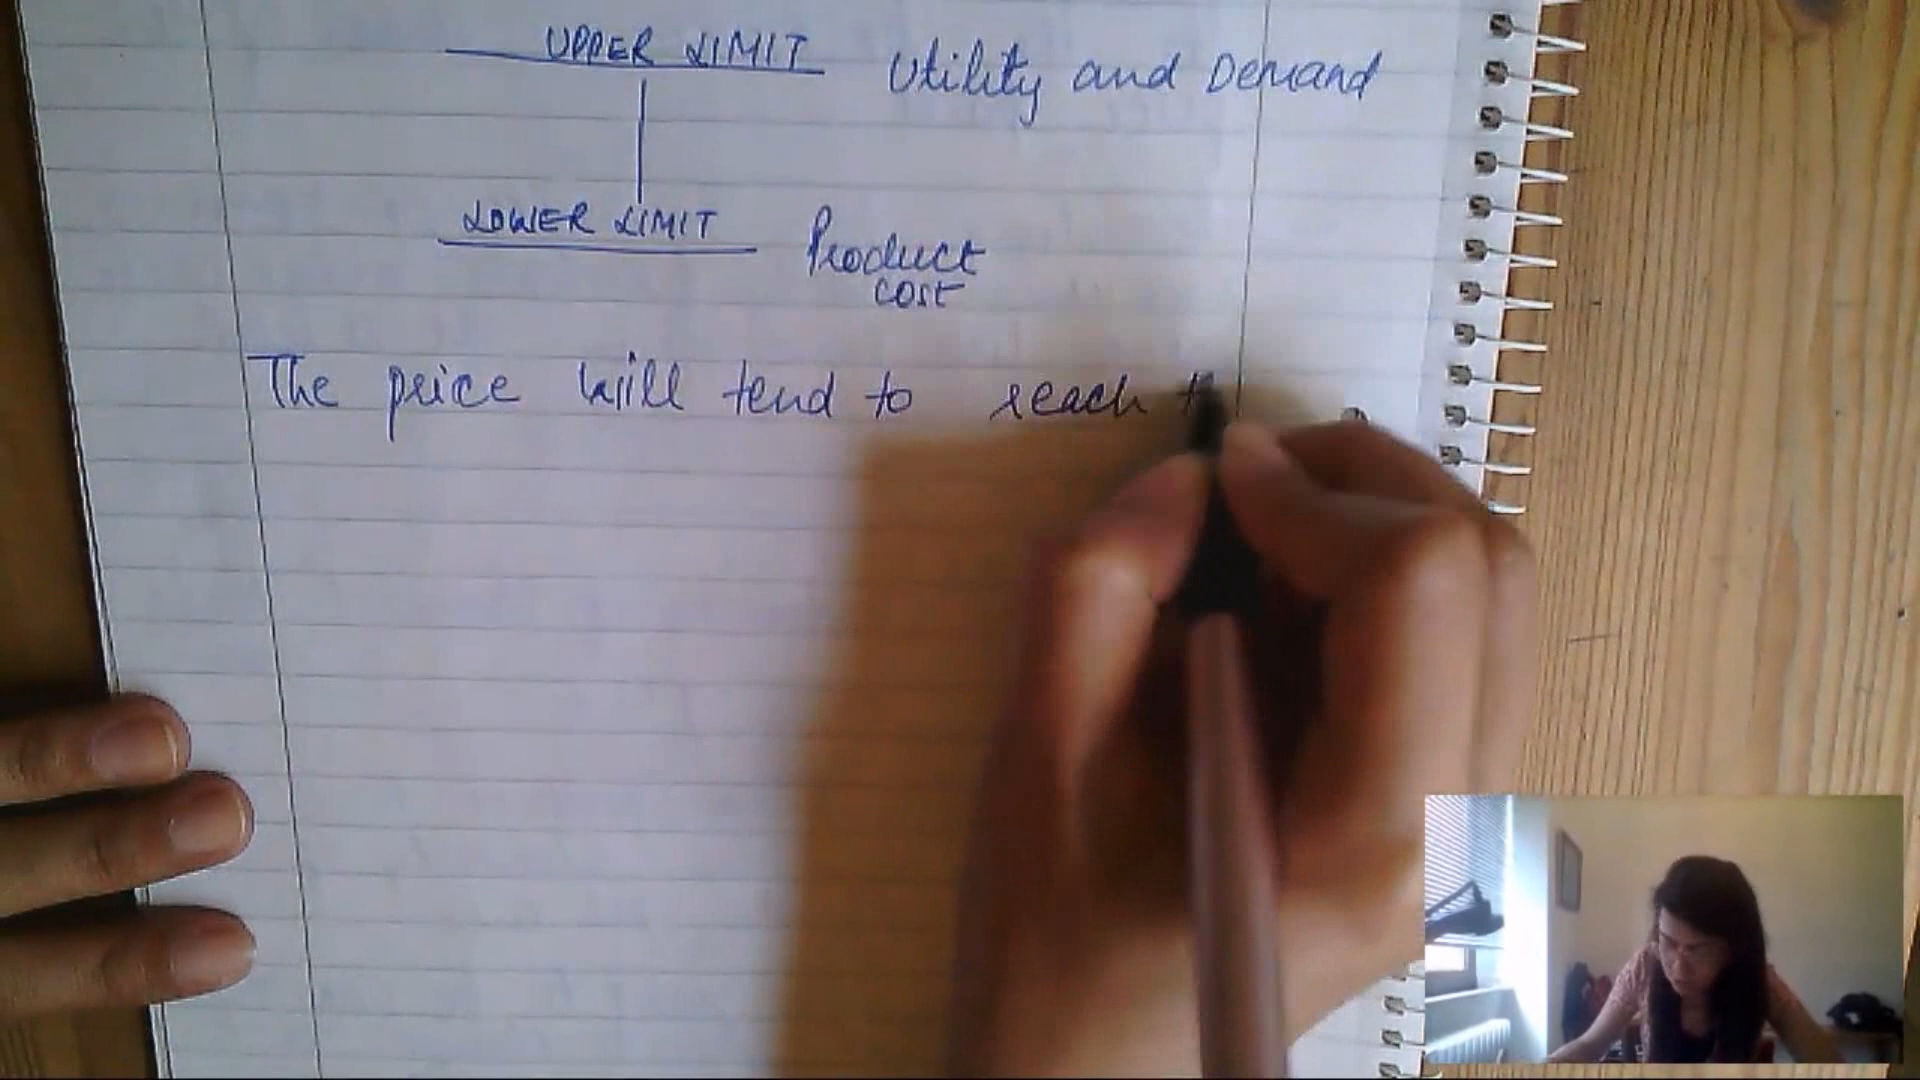 UPPER LIMIT Utility and Demand
LOWER LIMIT Product
cost
The price will tend to reach